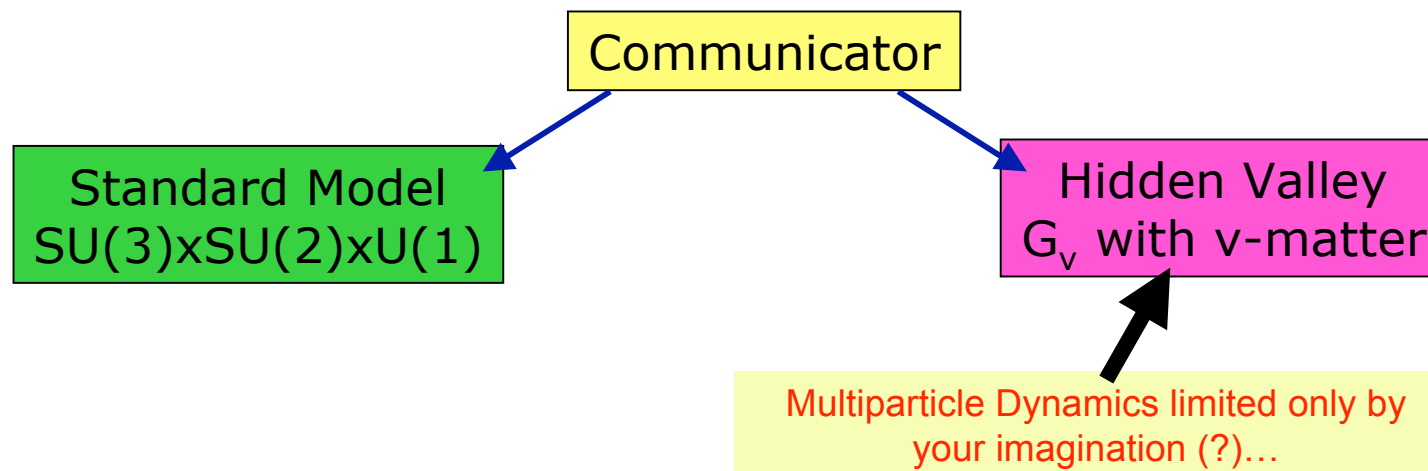 Communicator
Standard Model
SU(3)xSU(2)xU(1)
Hidden Valley
Gᵥ with v-matter
Multiparticle Dynamics limited only by
your imagination (?)…